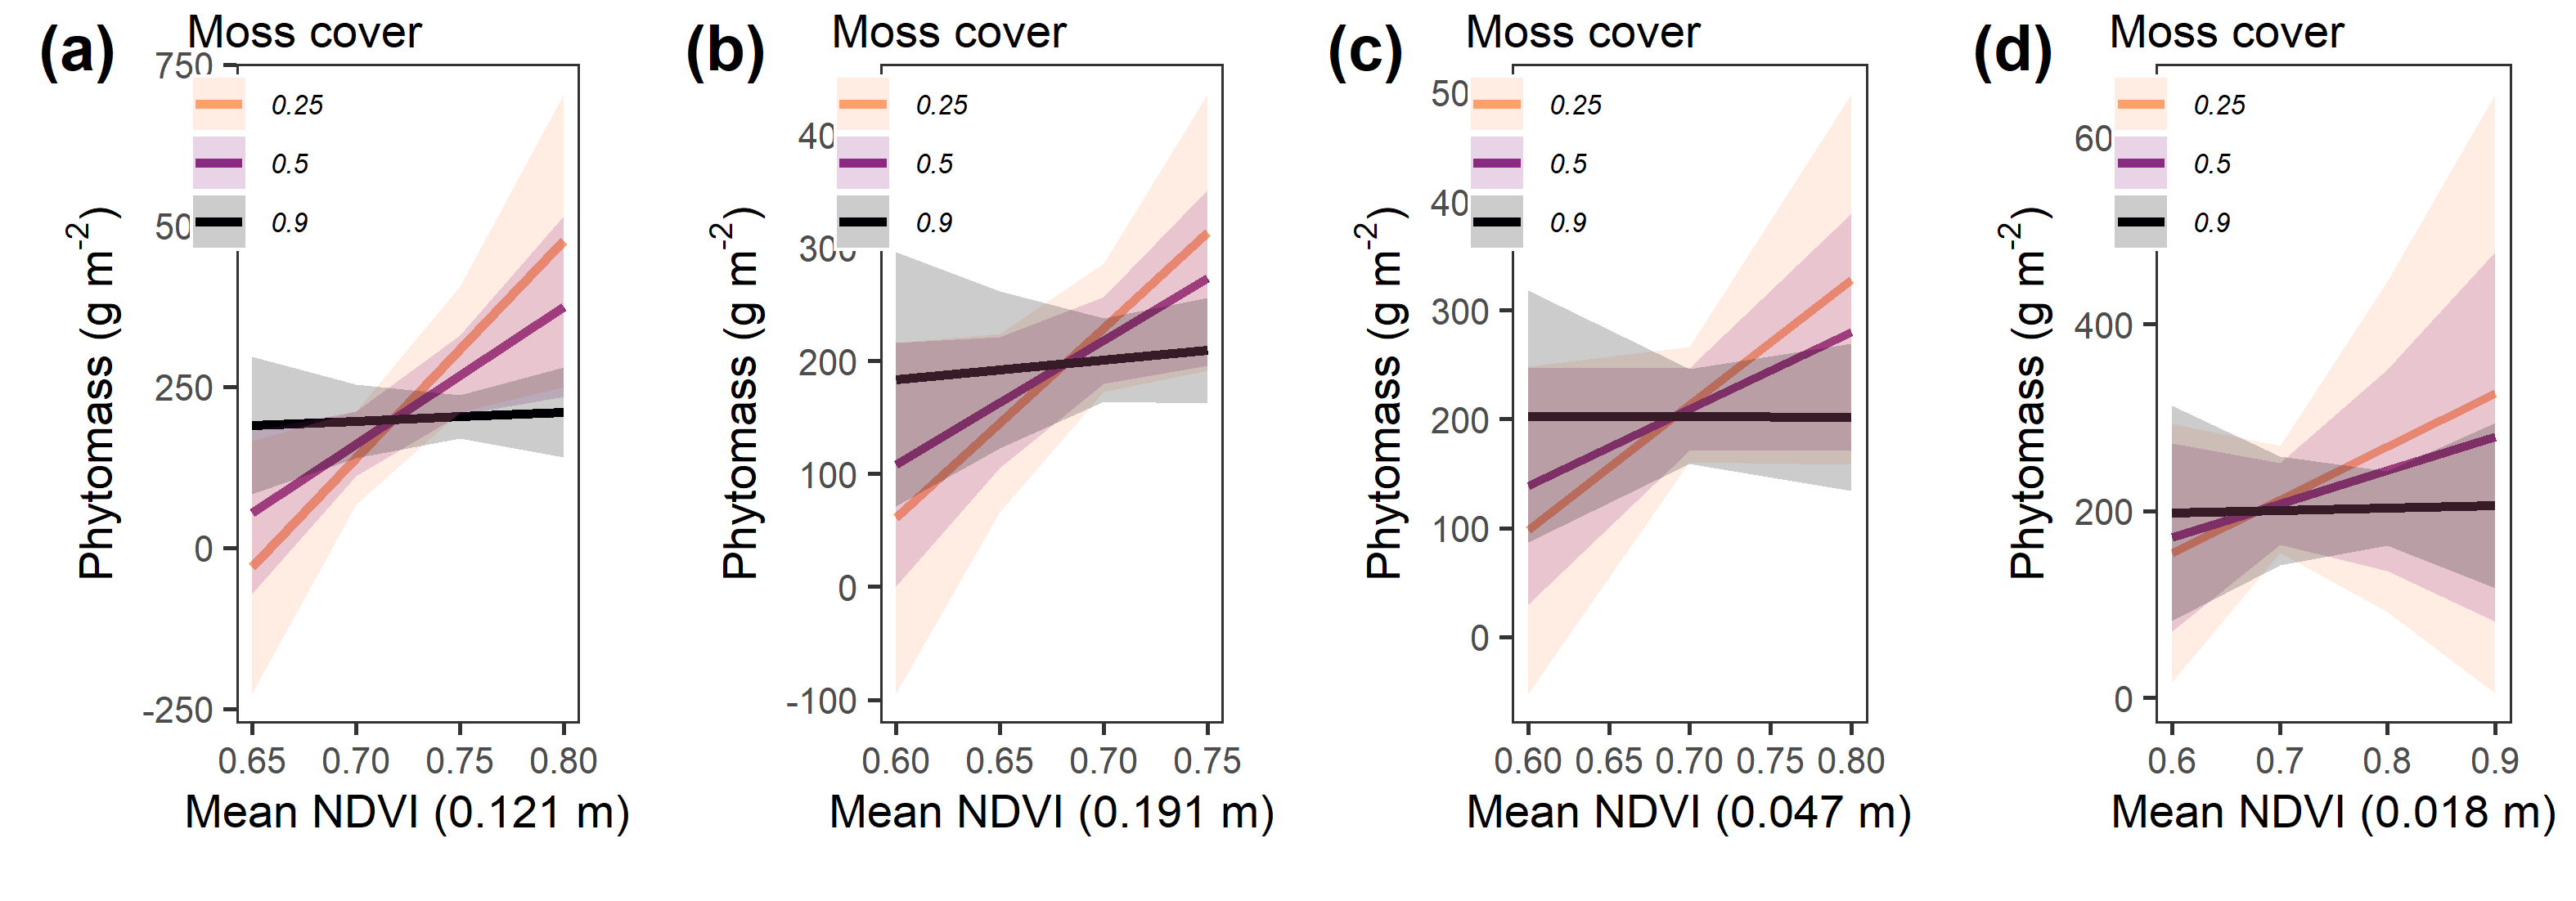 (a) Moss cover
750
50
250
0
-250
0.25
0.5
0.9
Phytomass (g m-2)
0.65 0.70 0.75 0.80
Mean NDVI (0.121 m)
(b) Moss cover
40
300
200
100
0
-100
0.25
0.5
0.9
Phytomass (g m-2)
0.60 0.65 0.70 0.75
Mean NDVI (0.191 m)
(c) Moss cover
50
40
300
200
100
0
0.25
0.5
0.9
Phytomass (g m-2)
0.60 0.65 0.70 0.75 0.80
Mean NDVI (0.047 m)
(d) Moss cover
60
400
200
0
0.25
0.5
0.9
Phytomass (g m-2)
0.6 0.7 0.8 0.9
Mean NDVI (0.018 m)